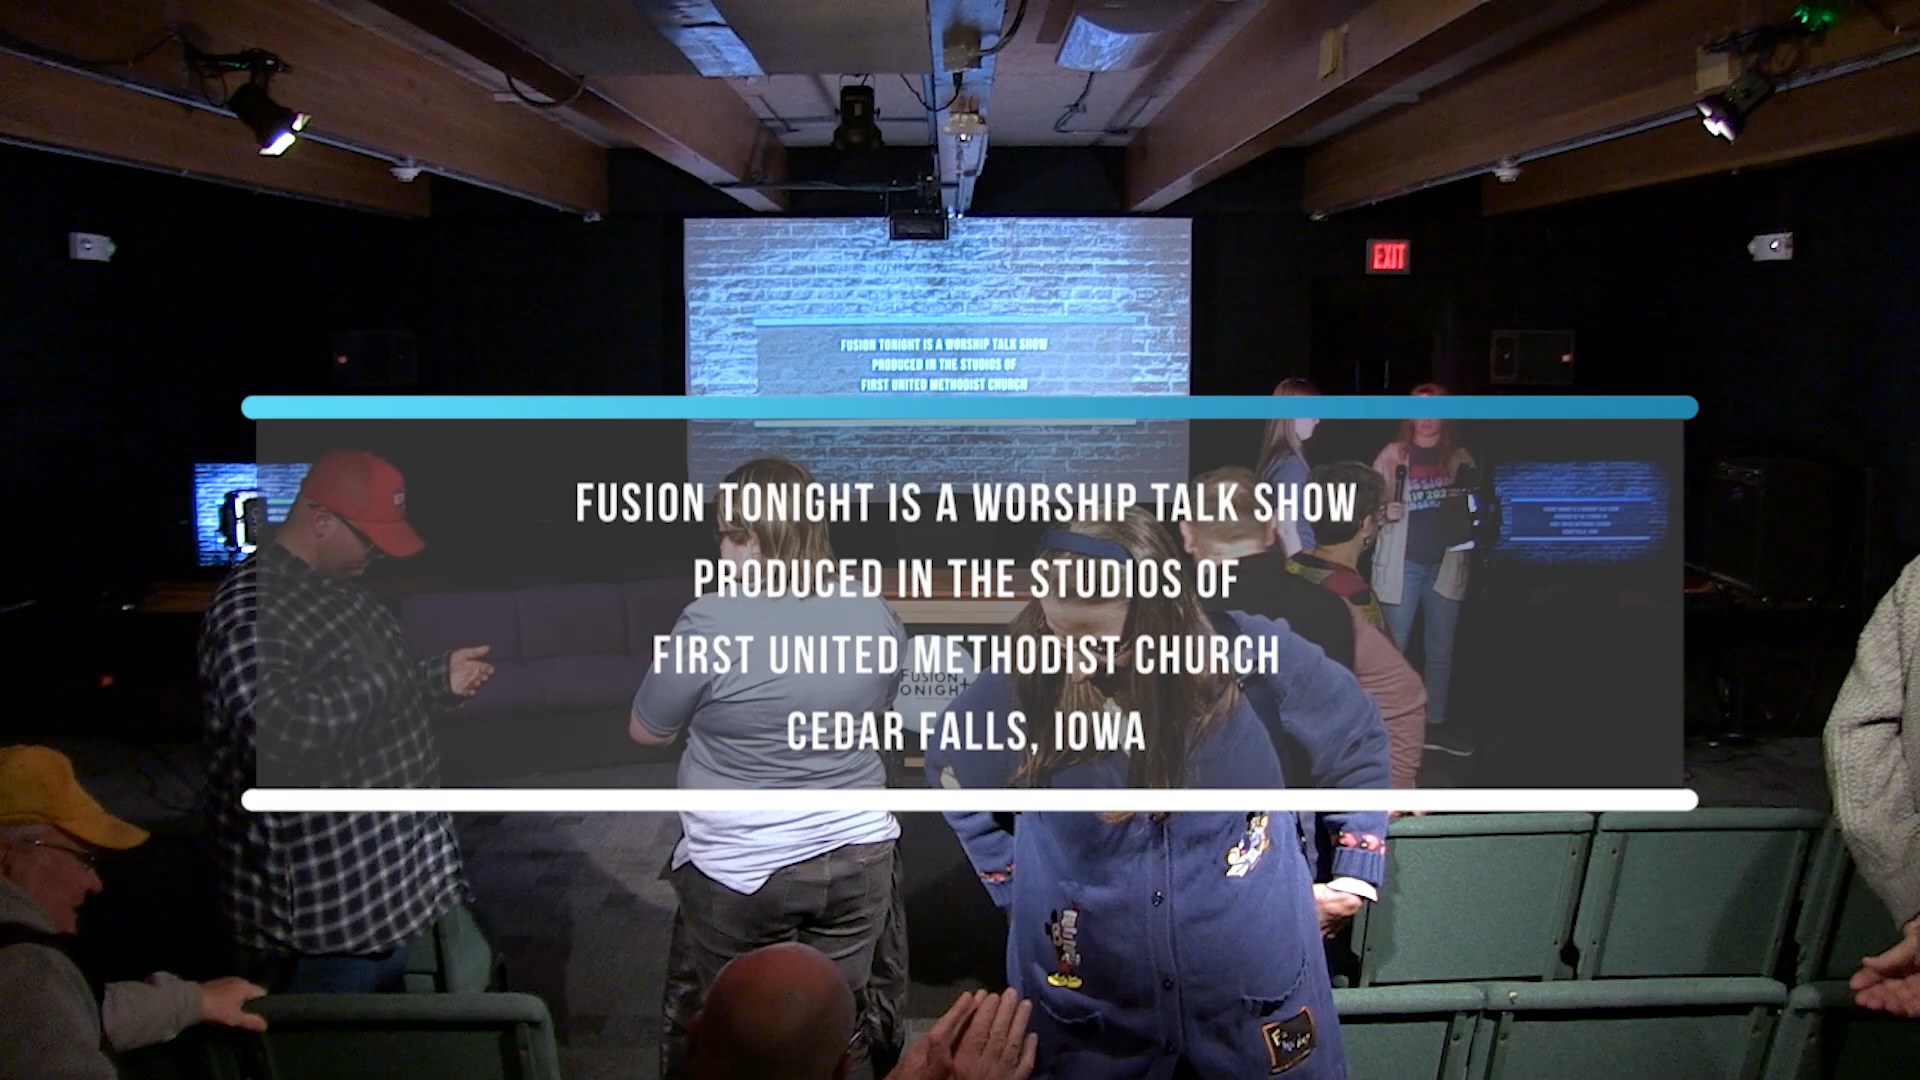 EXIT
FUSION TONIGHT IS A WORSHIP TALK SHOW
PRODUCED IN THE STUDIOS OF
FIRST UNITED METHODIST CHURCH
FUSION TONIGHT IS A WORSHIP TALK SHOW
PRODUCED IN THE STUDIOS OF
FIRST UNITED METHODIST CHURCH
CEDAR FALLS, IOWA
FUSION
ONIGHT